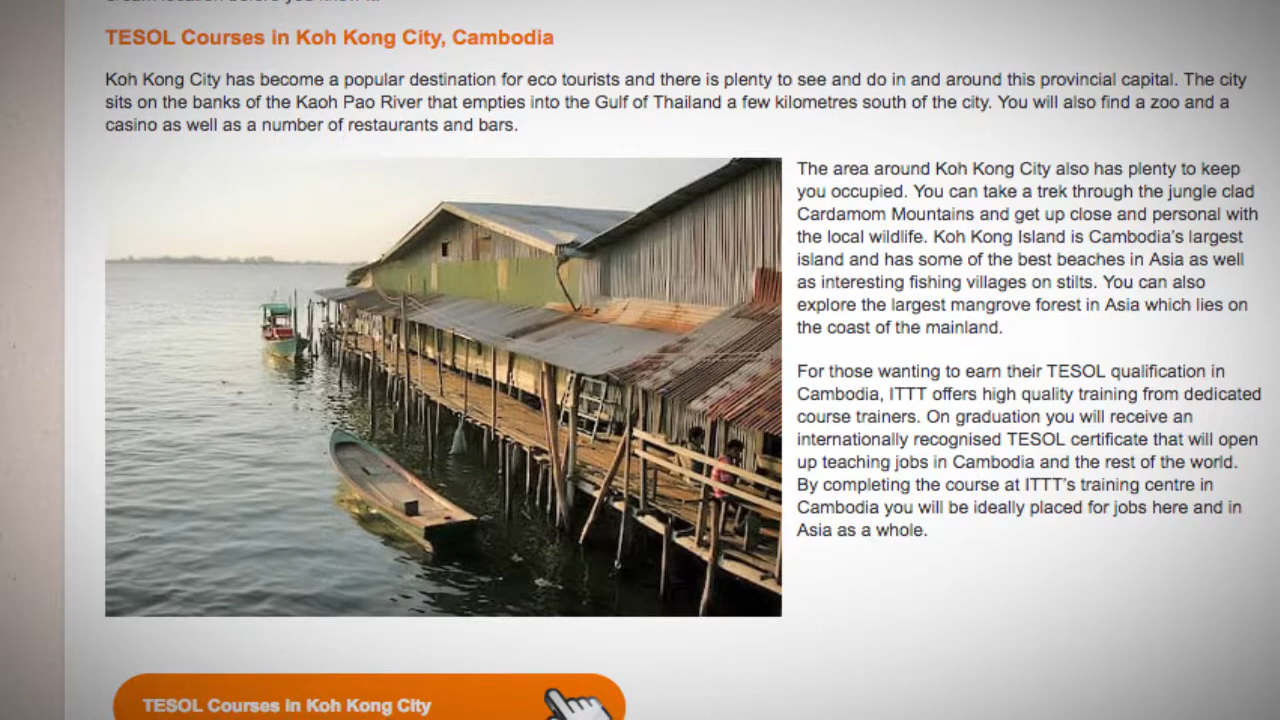 TESOL Courses in Koh Kong City, Cambodia
Koh Kong City has become a popular destination for eco tourists and there is plenty to see and do in and around this provincial capital. The city
sits on the banks of the Kaoh Pao River that empties into the Gulf of Thailand a few kilometres south of the city. You will also find a zoo and a
casino as well as a number of restaurants and bars.
The area around Koh Kong City also has plenty to keep
you occupied. You can take a trek through the jungle clad
Cardamom Mountains and get up close and personal with
the local wildlife. Koh Kong Island is Cambodia's largest
island and has some of the best beaches in Asia as well
as interesting fishing villages on stilts. You can also
explore the largest mangrove forest in Asia which lies on
the coast of the mainland.
For those wanting to earn their TESOL qualification in
Cambodia, ITTT offers high quality training from dedicated
course trainers. On graduation you will receive an
internationally recognised TESOL certificate that will open
up teaching jobs in Cambodia and the rest of the world.
By completing the course at ITTT's training centre in
Cambodia you will be ideally placed for jobs here and in
Asia as a whole.
TESOL Courses in Koh Kong City